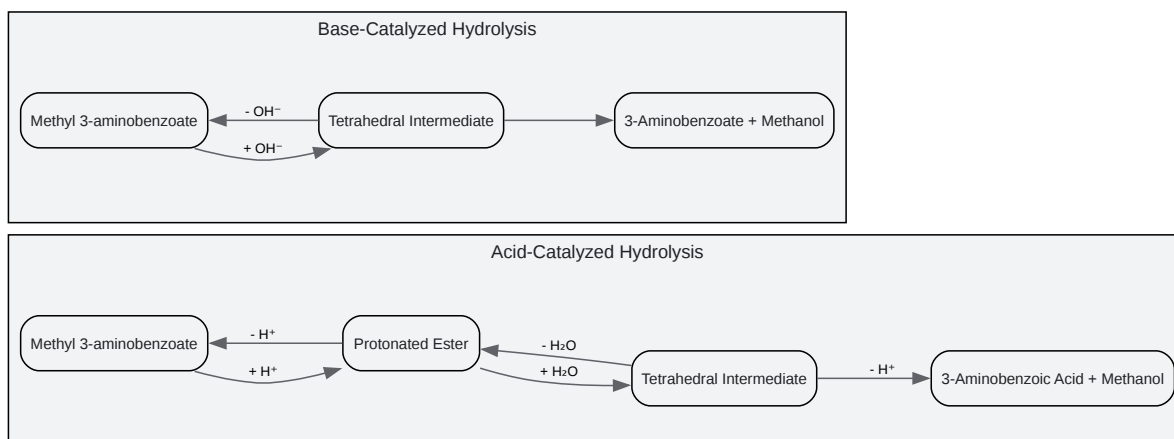 Base-Catalyzed Hydrolysis
Methyl 3-aminobenzoate
- OH⁻
+ OH⁻
Tetrahedral Intermediate
3-Aminobenzoate + Methanol
Acid-Catalyzed Hydrolysis
Methyl 3-aminobenzoate
- H⁺
+ H⁺
Protonated Ester
- H₂O
+ H₂O
Tetrahedral Intermediate
- H⁺
3-Aminobenzoic Acid + Methanol